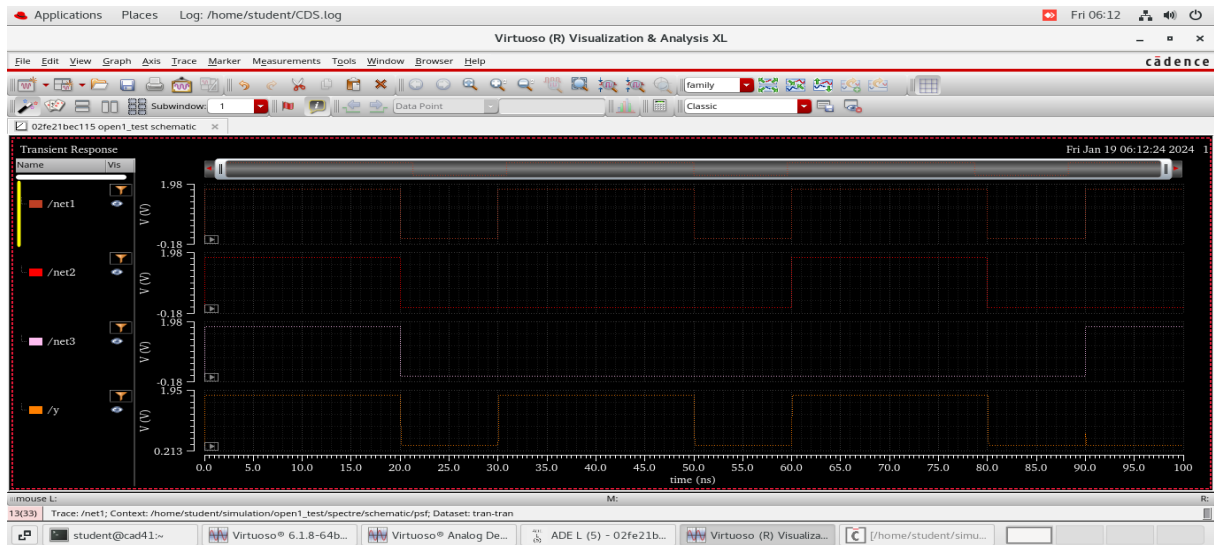 Applications Places Log: /home/student/CDS.log Fri 06:12
Virtuoso (R) Visualization & Analysis XL
File Edit View Graph Axis Trace Marker Measurements Tools Window Browser Help cādence
family
Subwindow: 1 Data Point Classic
02fe21bec115 open1_test schematic
Transient Response Fri Jan 19 06:12:24 2024 1
Name Vis
1.98
/net1
V (V)
-0.18
1.98
/net2
V (V)
-0.18
1.98
/net3
V (V)
-0.18
1.95
/y
V (V)
0.213
0.0 5.0 10.0 15.0 20.0 25.0 30.0 35.0 40.0 45.0 50.0 55.0 60.0 65.0 70.0 75.0 80.0 85.0 90.0 95.0 100
time (ns)
mouse L: M: R:
13(33) Trace: /net1; Context: /home/student/simulation/open1_test/spectre/schematic/psf; Dataset: tran-tran
student@cad41:~ Virtuoso® 6.1.8-64b... Virtuoso® Analog De... ADE L (5) - 02fe21b... Virtuoso (R) Visualiza... [/home/student/simu...